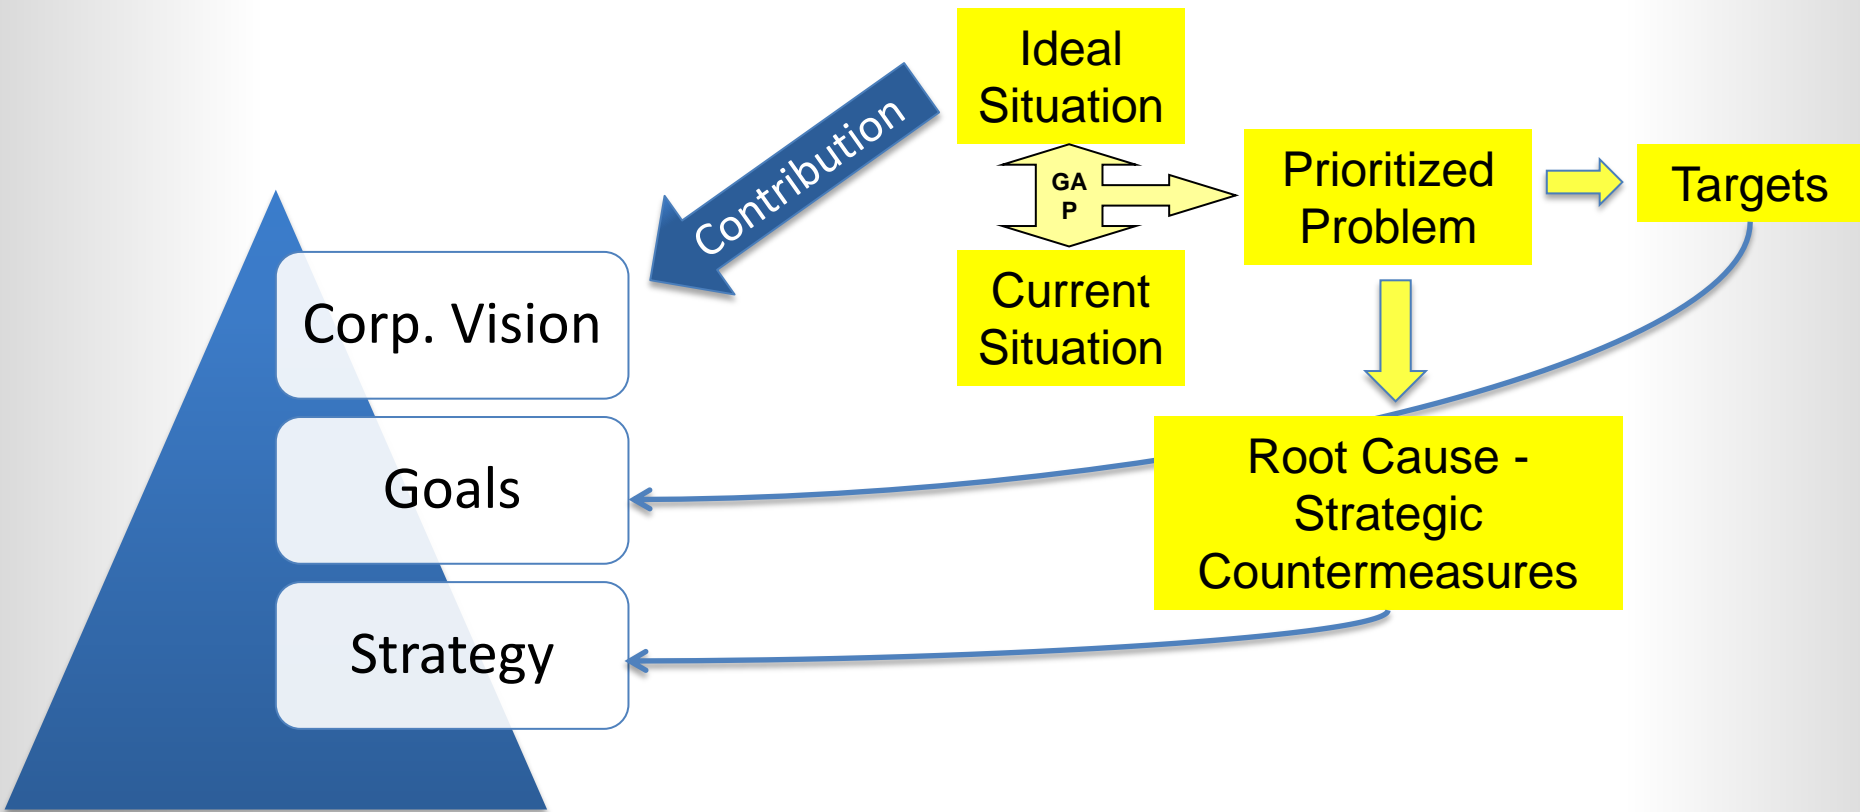 Ideal
Situation
Contribution
GA
P
Prioritized
Problem
Targets
Current
Situation
Corp. Vision
Goals
Root Cause -
Strategic
Countermeasures
Strategy